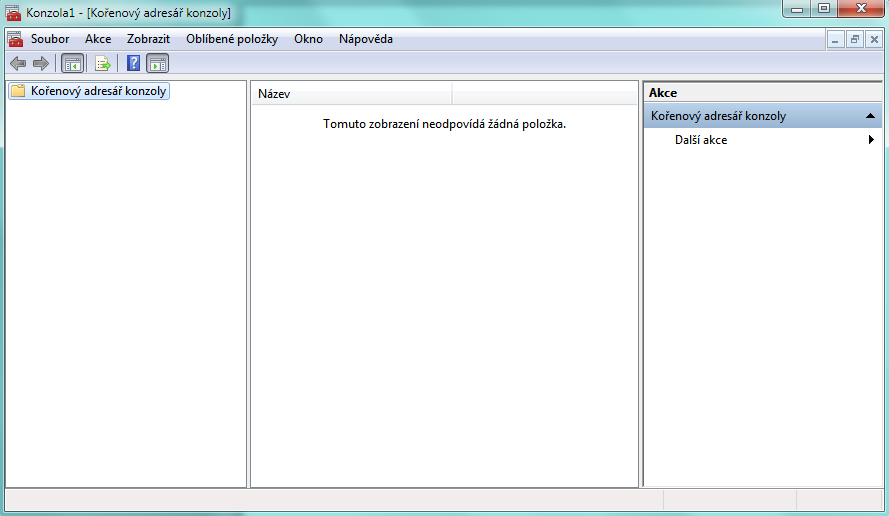 Konzola1 - [Kořenový adresář konzoly]
Soubor Akce Zobrazit Oblíbené položky Okno Nápověda
Kořenový adresář konzoly
Název
Tomuto zobrazení neodpovídá žádná položka.
Akce
Kořenový adresář konzoly
Další akce